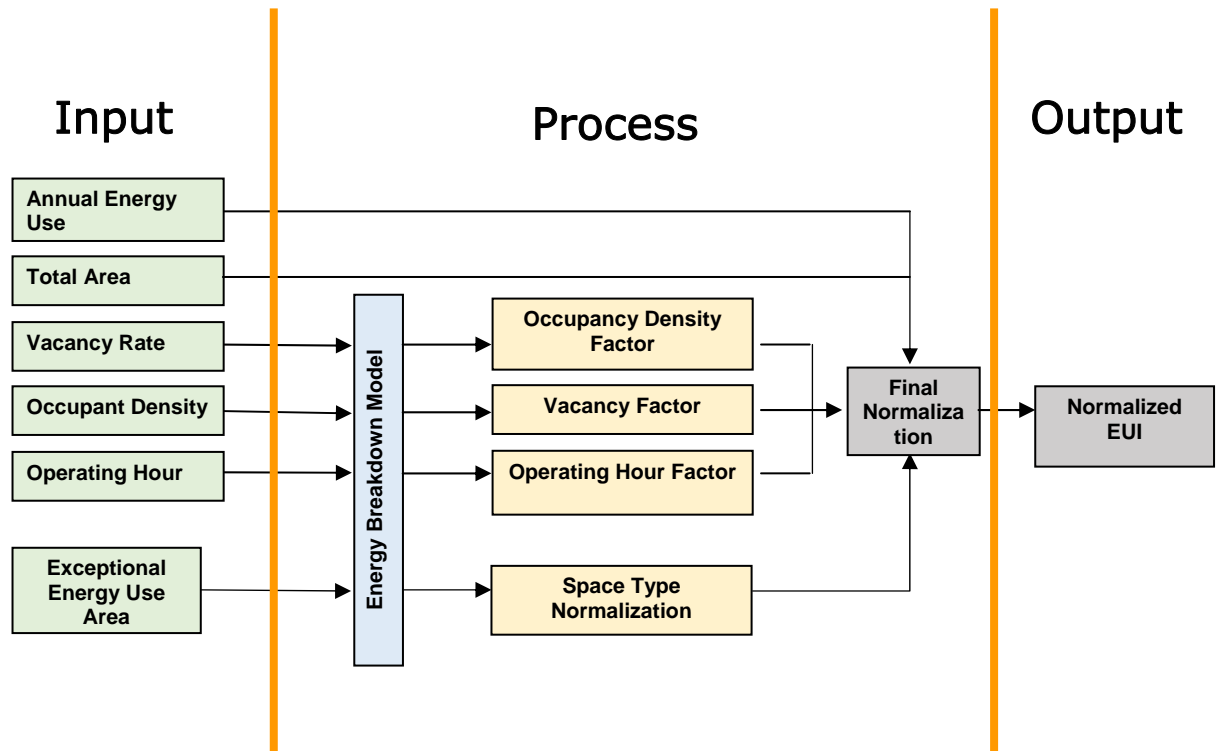 Input
Process
Output
Annual Energy
Use
Total Area
Vacancy Rate
Occupant Density
Operating Hour
Exceptional
Energy Use
Area
Energy Breakdown Model
Occupancy Density
Factor
Vacancy Factor
Operating Hour Factor
Space Type
Normalization
Final
Normaliza
tion
Normalized
EUI